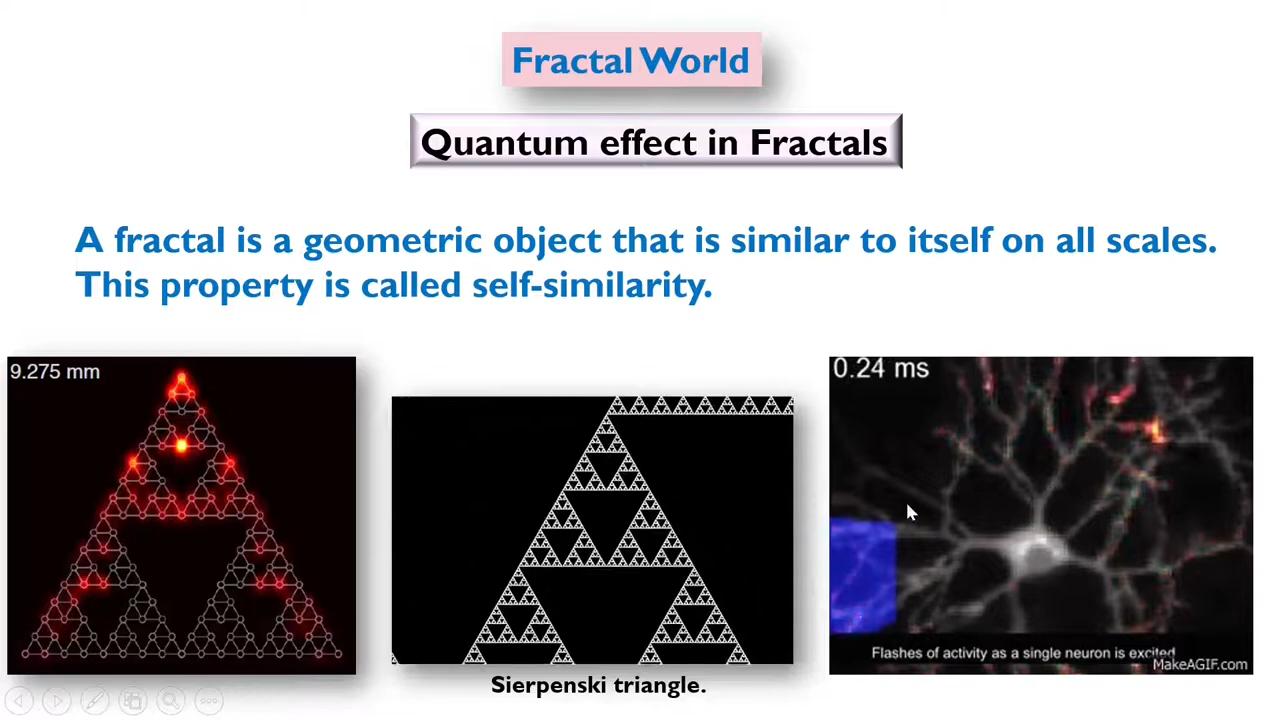 Fractal World
Quantum effect in Fractals
A fractal is a geometric object that is similar to itself on all scales.
This property is called self-similarity.
9.275 mm
0.24 ms
Flashes of activity as a single neuron is excited
MakeAGIF.com
Sierpenski triangle.